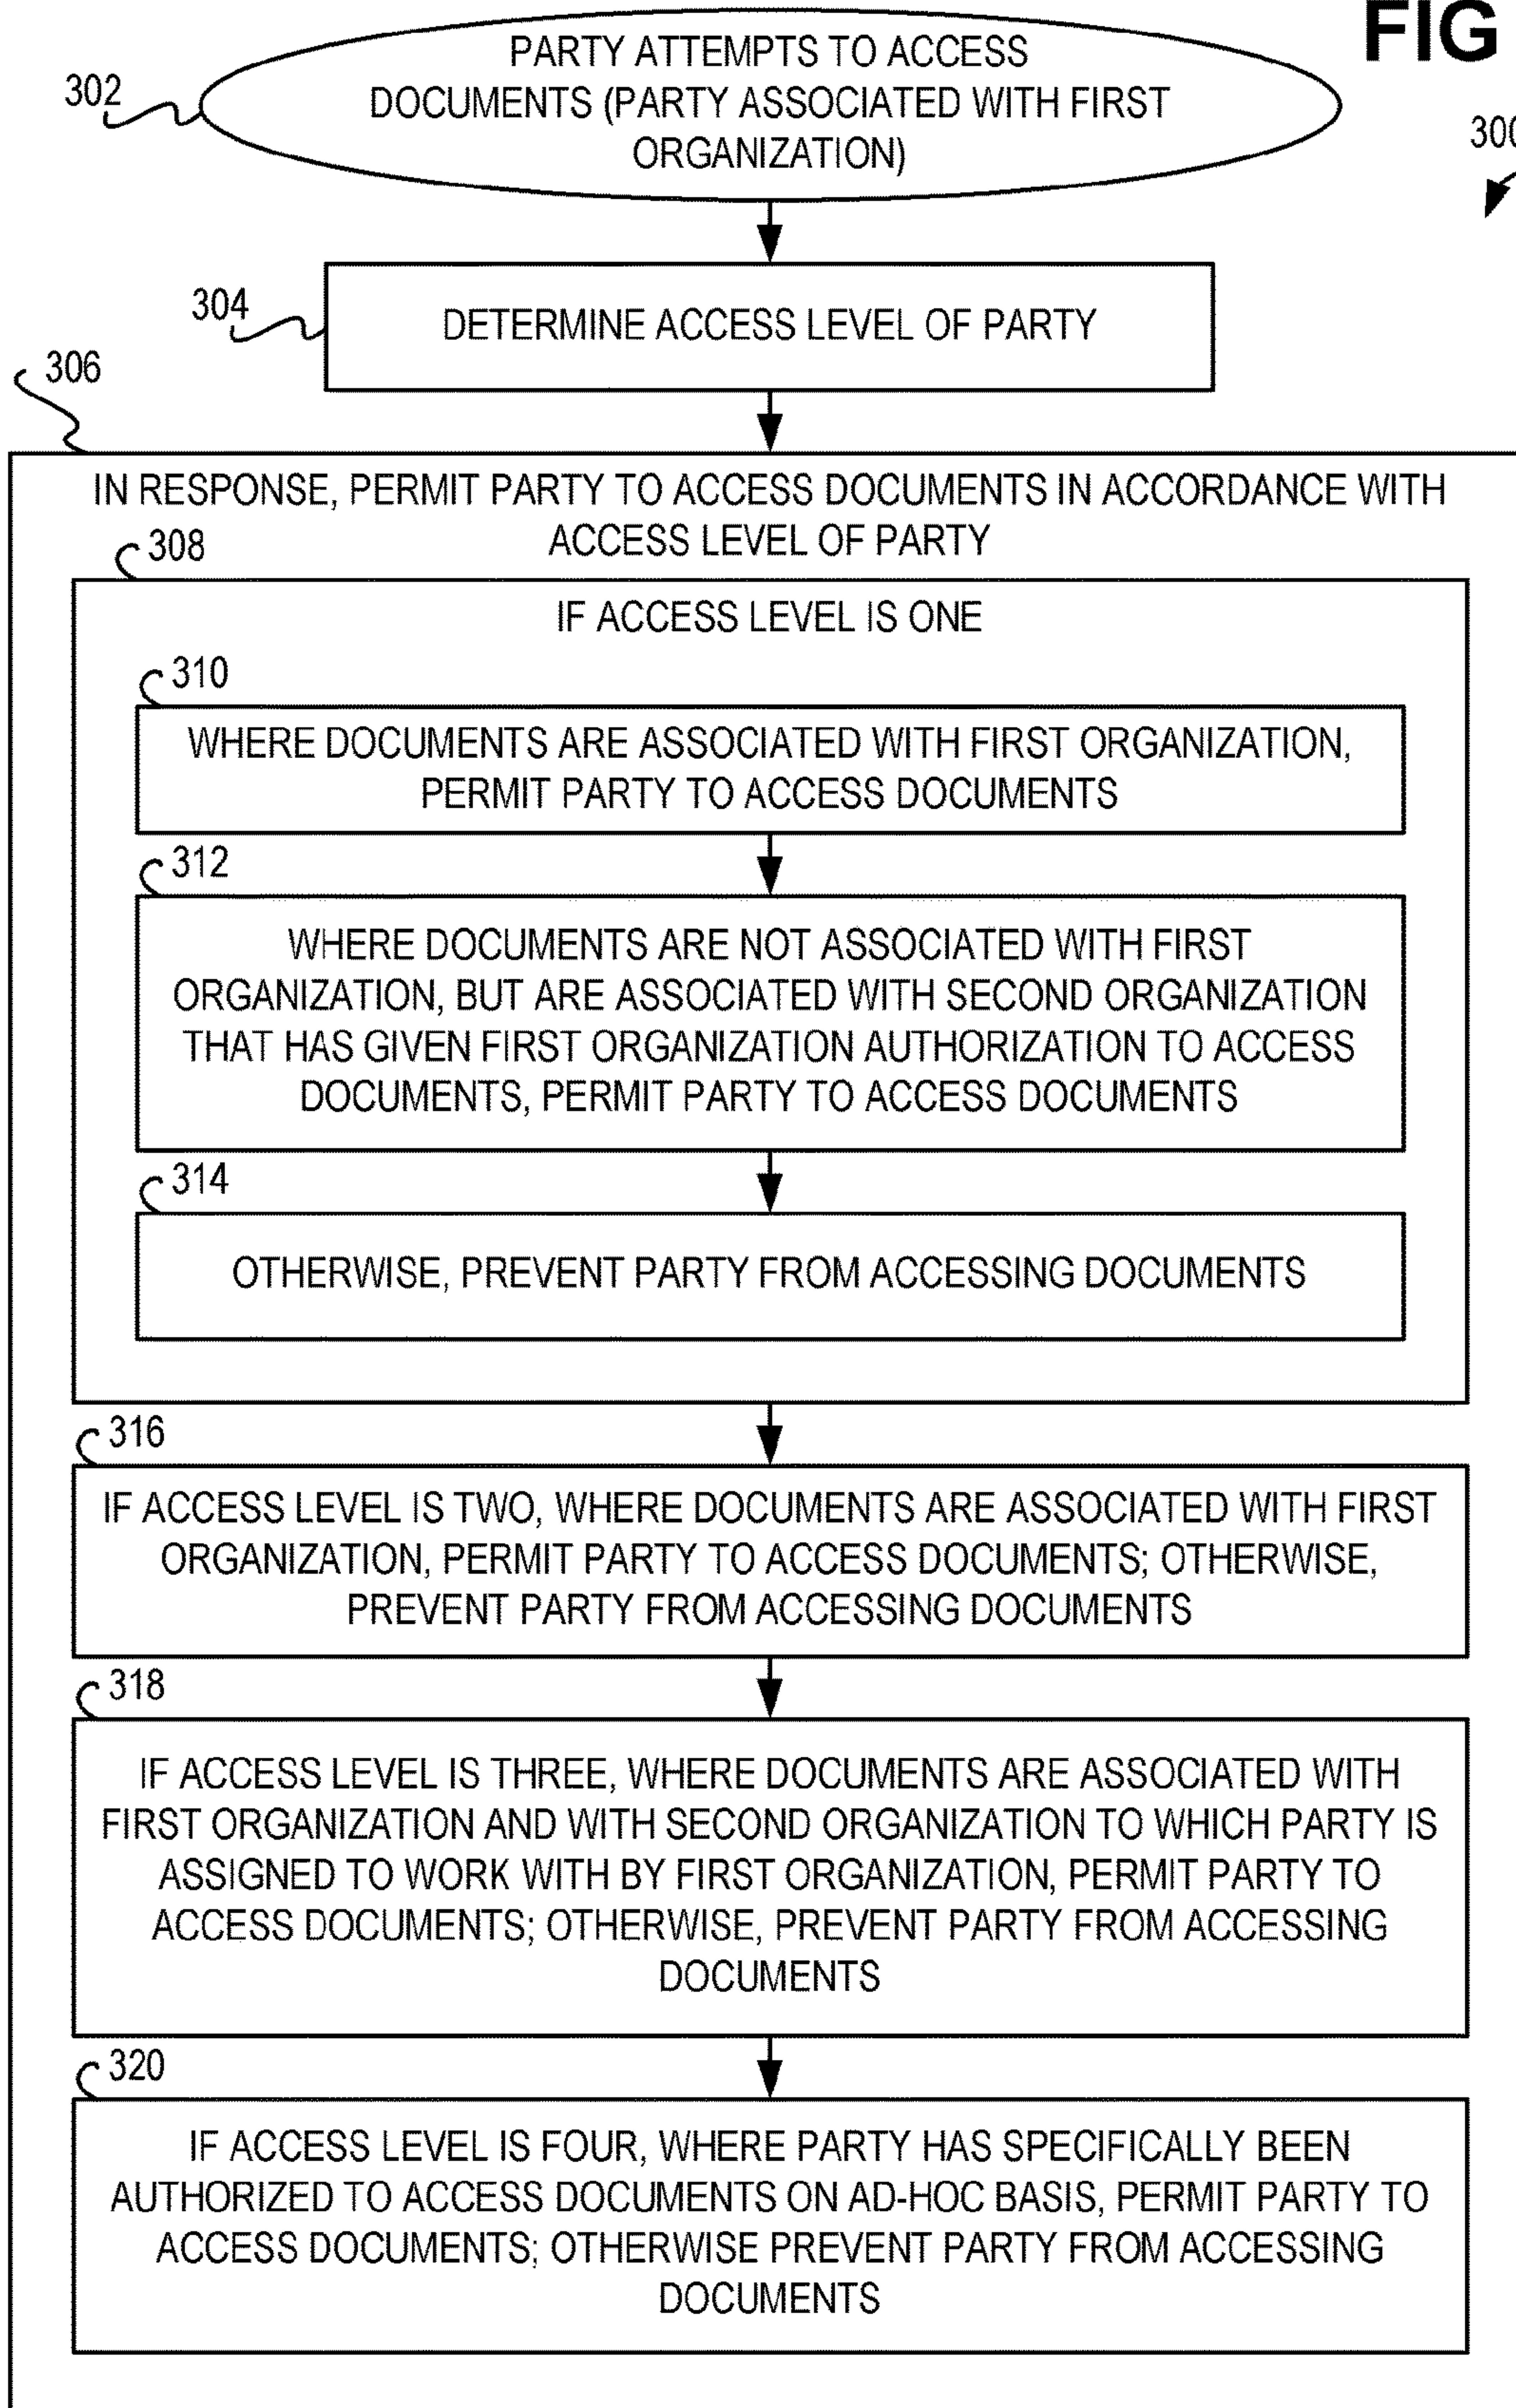 FIG
PARTY ATTEMPTS TO ACCESS
DOCUMENTS (PARTY ASSOCIATED WITH FIRST
ORGANIZATION)
302
300
304
DETERMINE ACCESS LEVEL OF PARTY
306
IN RESPONSE, PERMIT PARTY TO ACCESS DOCUMENTS IN ACCORDANCE WITH
ACCESS LEVEL OF PARTY
308
IF ACCESS LEVEL IS ONE
310
WHERE DOCUMENTS ARE ASSOCIATED WITH FIRST ORGANIZATION,
PERMIT PARTY TO ACCESS DOCUMENTS
312
WHERE DOCUMENTS ARE NOT ASSOCIATED WITH FIRST
ORGANIZATION, BUT ARE ASSOCIATED WITH SECOND ORGANIZATION
THAT HAS GIVEN FIRST ORGANIZATION AUTHORIZATION TO ACCESS
DOCUMENTS, PERMIT PARTY TO ACCESS DOCUMENTS
314
OTHERWISE, PREVENT PARTY FROM ACCESSING DOCUMENTS
316
IF ACCESS LEVEL IS TWO, WHERE DOCUMENTS ARE ASSOCIATED WITH FIRST
ORGANIZATION, PERMIT PARTY TO ACCESS DOCUMENTS; OTHERWISE,
PREVENT PARTY FROM ACCESSING DOCUMENTS
318
IF ACCESS LEVEL IS THREE, WHERE DOCUMENTS ARE ASSOCIATED WITH
FIRST ORGANIZATION AND WITH SECOND ORGANIZATION TO WHICH PARTY IS
ASSIGNED TO WORK WITH BY FIRST ORGANIZATION, PERMIT PARTY TO
ACCESS DOCUMENTS; OTHERWISE, PREVENT PARTY FROM ACCESSING
DOCUMENTS
320
IF ACCESS LEVEL IS FOUR, WHERE PARTY HAS SPECIFICALLY BEEN
AUTHORIZED TO ACCESS DOCUMENTS ON AD-HOC BASIS, PERMIT PARTY TO
ACCESS DOCUMENTS; OTHERWISE PREVENT PARTY FROM ACCESSING
DOCUMENTS